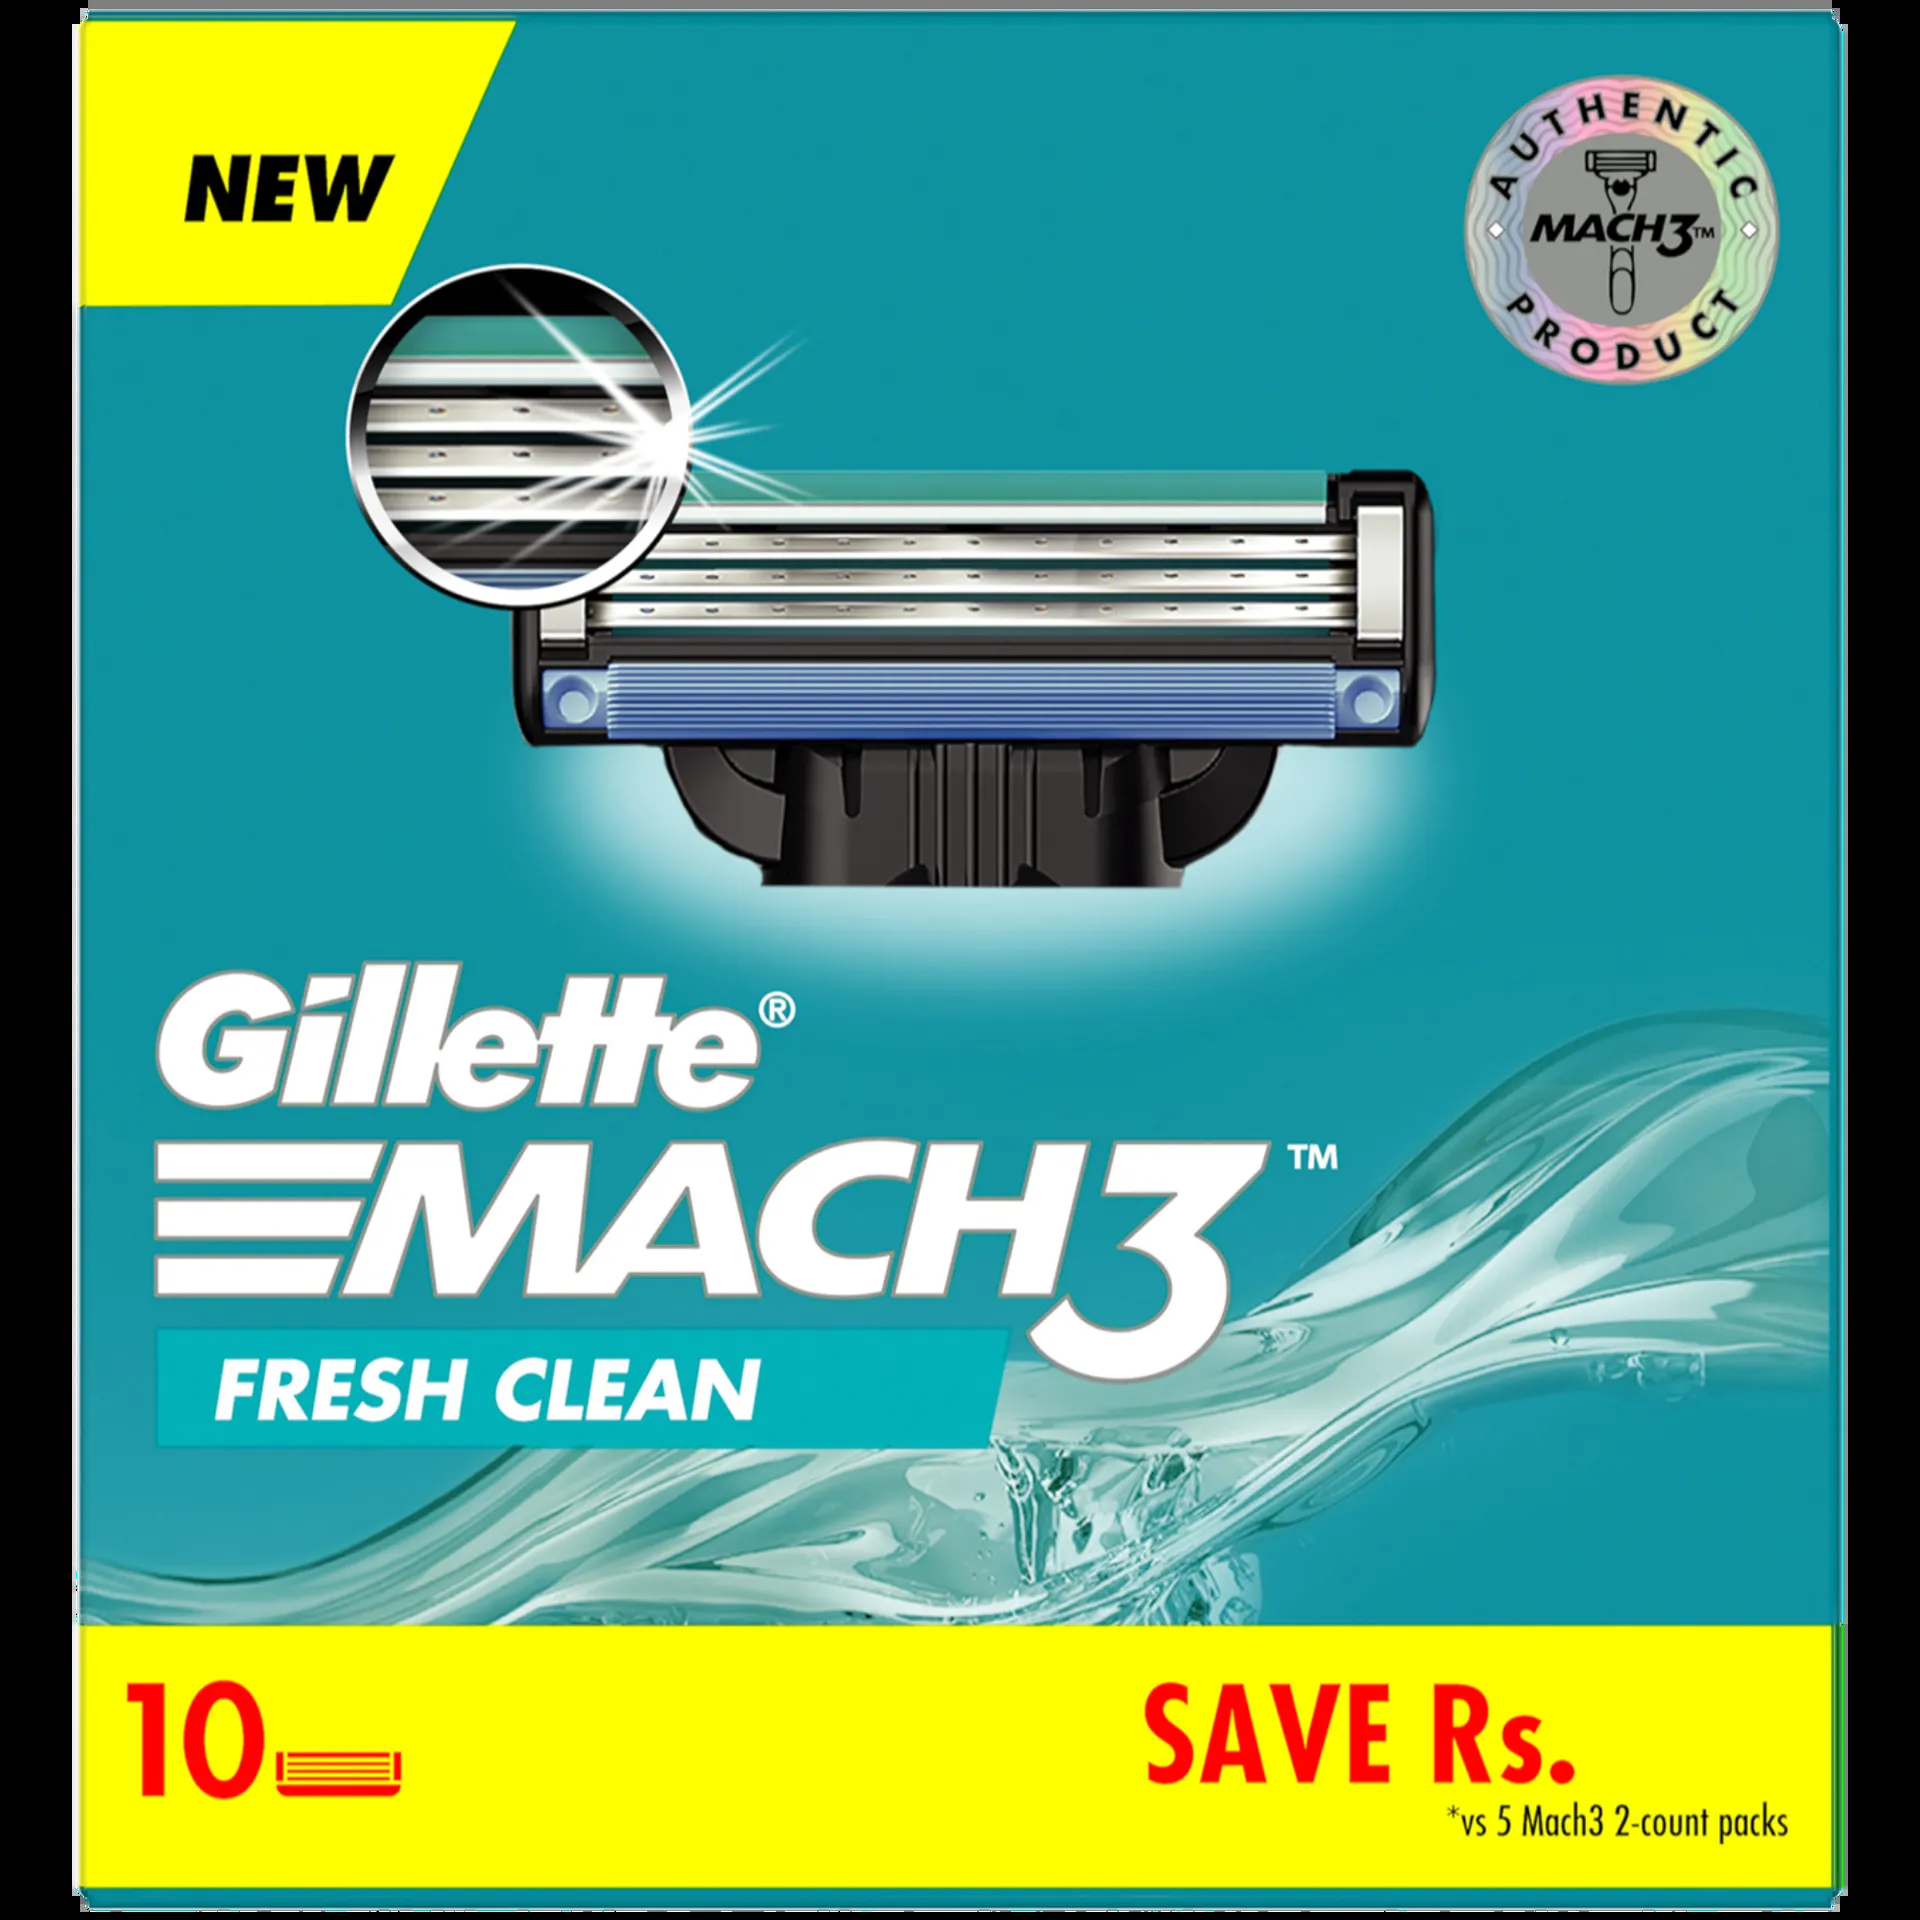 NEW
AUTHENTIC
MACH3™
PRODUCT
Gillette®
MACH3™
FRESH CLEAN
10
SAVE Rs.
*vs 5 Mach3 2-count packs